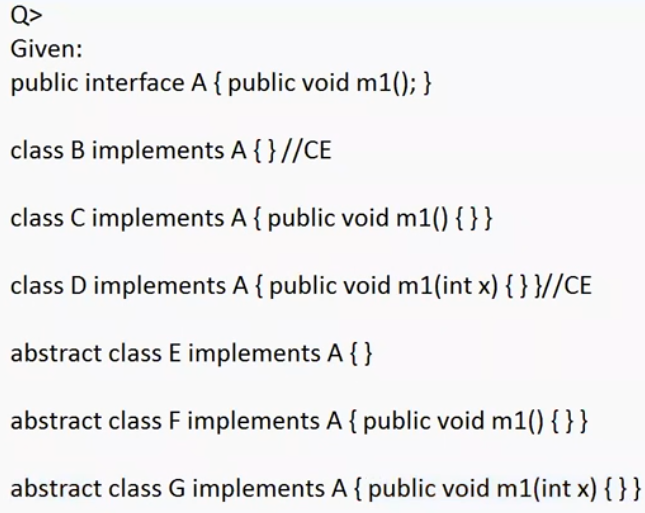 Q>
Given:
public interface A { public void m1(); }
class B implements A { } //CE
class C implements A { public void m1() { } }
class D implements A { public void m1(int x) { } }//CE
abstract class E implements A { }
abstract class F implements A { public void m1() { } }
abstract class G implements A { public void m1(int x) { } }